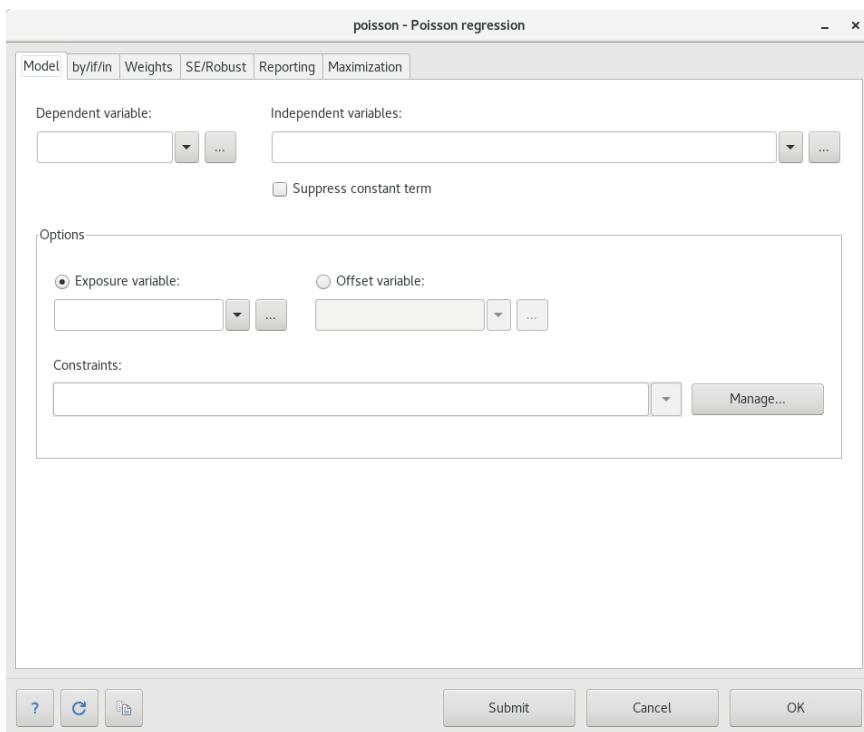 poisson - Poisson regression
Model by/if/in Weights SE/Robust Reporting Maximization
Dependent variable: Independent variables:
... ...
Suppress constant term
Options
Exposure variable: Offset variable:
... ...
Constraints:
Manage...
? Submit Cancel OK